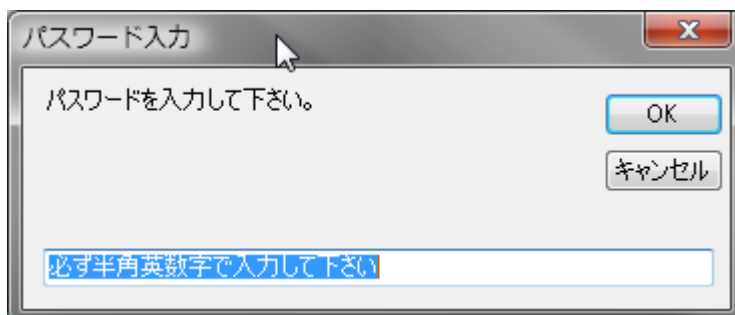 パスワード入力
パスワードを入力して下さい。
OK
キャンセル
必ず半角英数字で入力して下さい